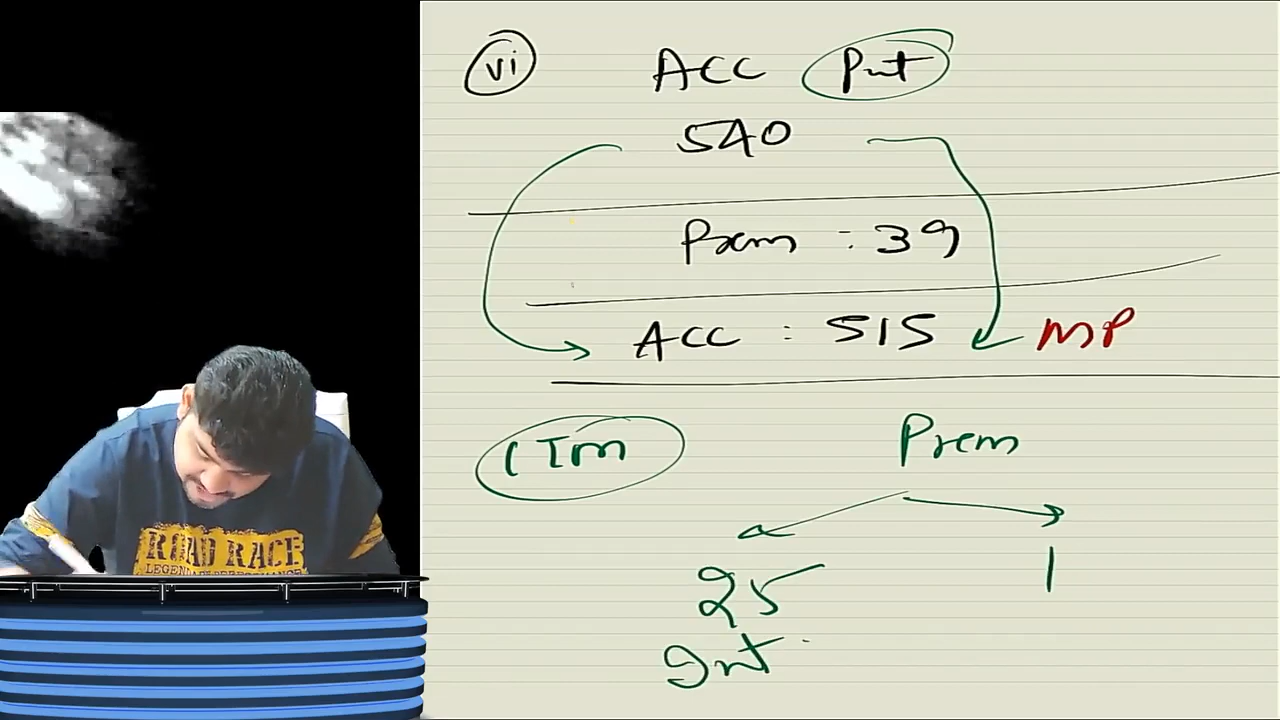 vi ACC Put
540
Prem : 39
ACC : 515 MP
ITM Prem
25 1
Int
ROAD RACE